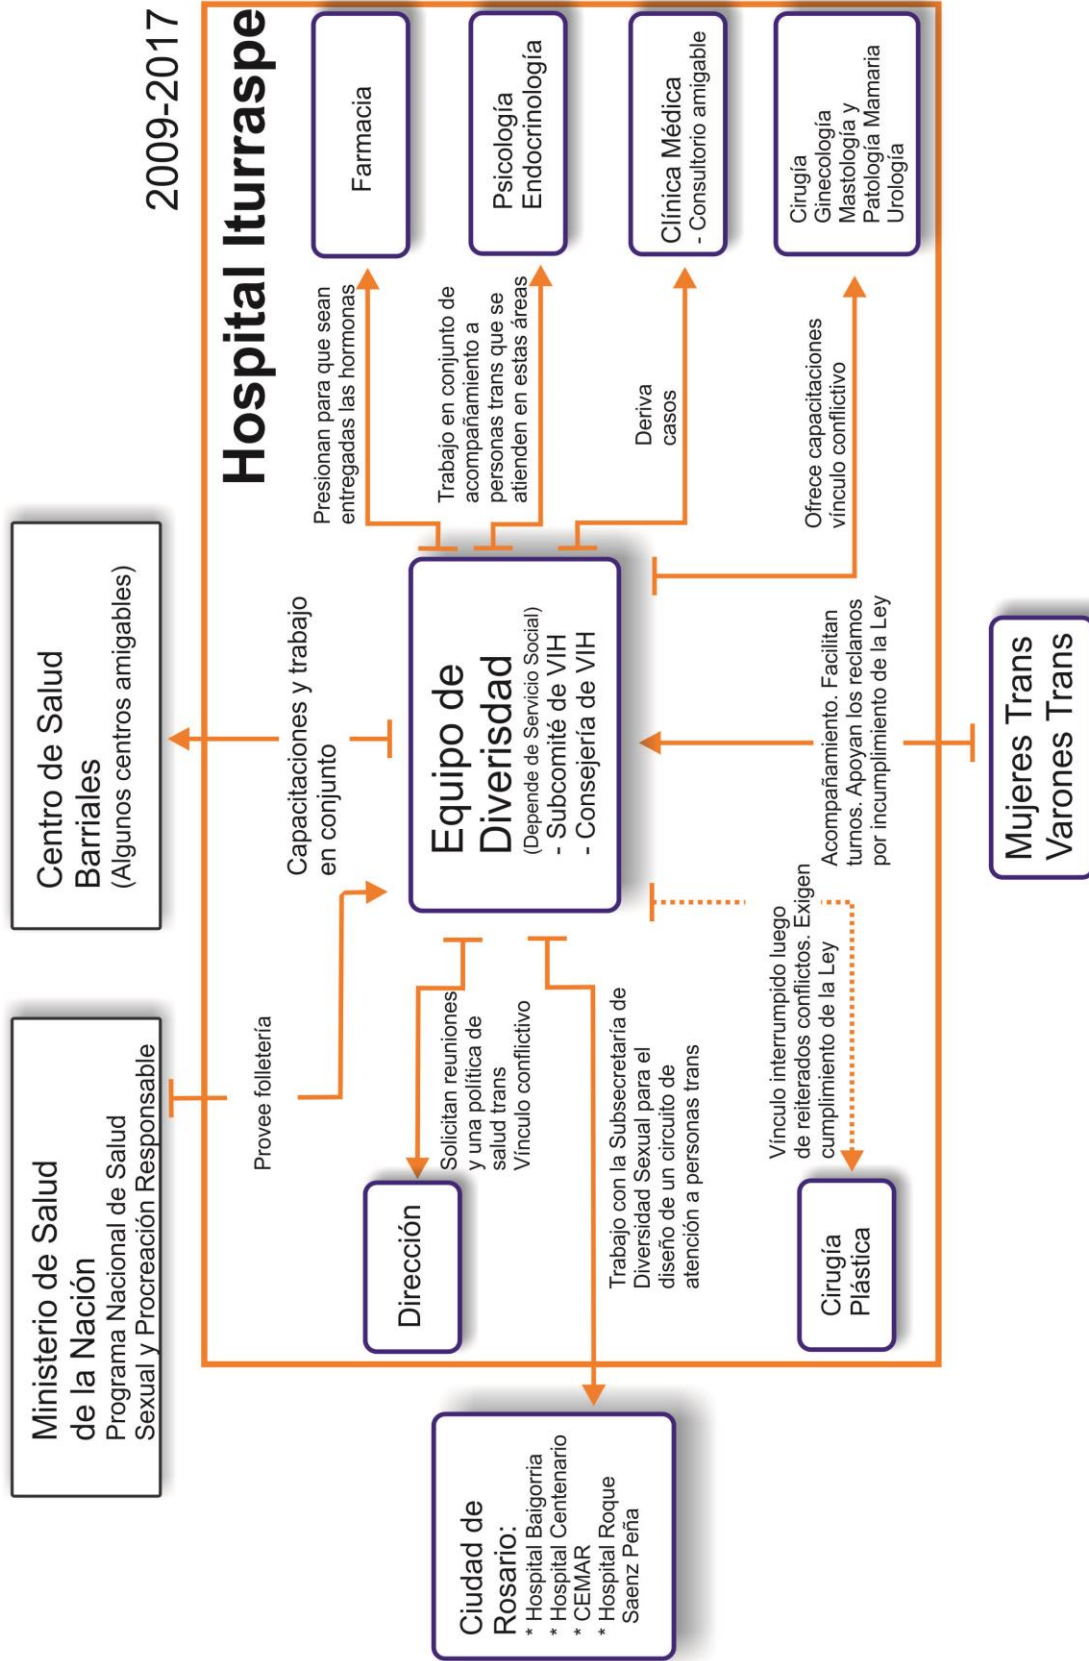 2009-2017
Ministerio de Salud
de la Nación
Programa Nacional de Salud
Sexual y Procreación Responsable
Centro de Salud
Barriales
(Algunos centros amigables)
Hospital Iturraspe
Provee folletería
Capacitaciones y trabajo
en conjunto
Presionan para que sean
entregadas las hormonas
Farmacia
Dirección
Solicitan reuniones
y una política de
salud trans
Vínculo conflictivo
Equipo de
Diverisdad
(Depende de Servicio Social)
- Subcomité de VIH
- Consejería de VIH
Trabajo en conjunto de
acompañamiento a
personas trans que se
atienden en estas áreas
Psicología
Endocrinología
Ciudad de
Rosario:
* Hospital Baigorria
* Hospital Centenario
* CEMAR
* Hospital Roque
Saenz Peña
Trabajo con la Subsecretaría de
Diversidad Sexual para el
diseño de un circuito de
atención a personas trans
Deriva
casos
Clínica Médica
- Consultorio amigable
Cirugía
Plástica
Vínculo interrumpido luego
de reiterados conflictos. Exigen
cumplimiento de la Ley
Acompañamiento. Facilitan
turnos. Apoyan los reclamos
por incumplimiento de la Ley
Ofrece capacitaciones
vínculo conflictivo
Cirugía
Ginecología
Mastología y
Patología Mamaria
Urología
Mujeres Trans
Varones Trans